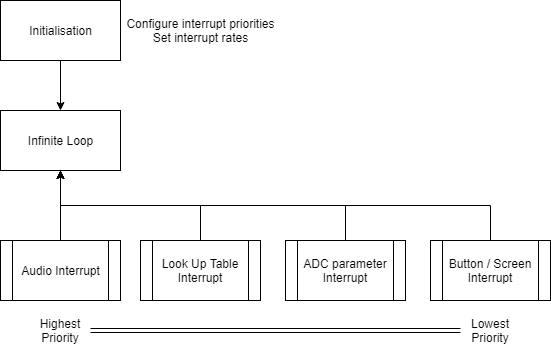 Initialisation
Configure interrupt priorities
Set interrupt rates
Infinite Loop
Audio Interrupt
Look Up Table
Interrupt
ADC parameter
Interrupt
Button / Screen
Interrupt
Highest
Priority
Lowest
Priority